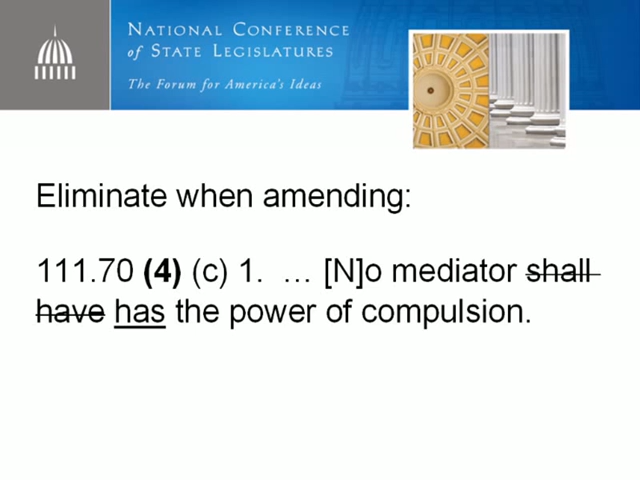 NATIONAL CONFERENCE
of STATE LEGISLATURES
The Forum for America's Ideas
Eliminate when amending:
111.70 (4) (c) 1. … [N]o mediator shall
have has the power of compulsion.